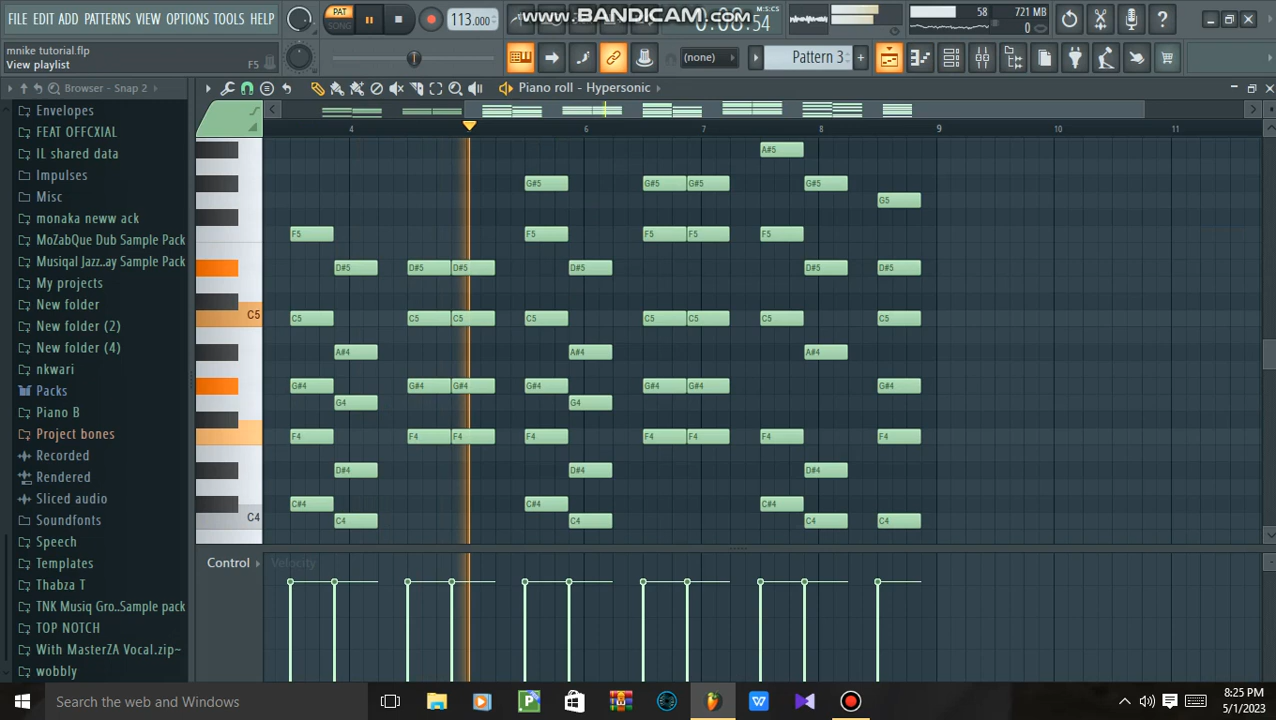 FILE EDIT ADD PATTERNS VIEW OPTIONS TOOLS HELP
PAT
113.000
www.BANDICAM.com
M:S:CS
0:08:54
58
721 MB
0
mnike tutorial.flp
View playlist
F5
(none)
Pattern 3
Browser - Snap 2
Piano roll - Hypersonic
Envelopes
FEAT OFFCXIAL
IL shared data
Impulses
Misc
monaka neww ack
MoZabQue Dub Sample Pack
Musiqal Jazz..ay Sample Pack
My projects
New folder
New folder (2)
New folder (4)
nkwari
Packs
Piano B
Project bones
Recorded
Rendered
Sliced audio
Soundfonts
Speech
Templates
Thabza T
TNK Musiq Gro..Sample pack
TOP NOTCH
With MasterZA Vocal.zip~
wobbly
4 6 7 8 9 10 11
A#5
G#5 G#5 G#5 G#5
G5
F5 F5 F5 F5 F5
D#5 D#5 D#5 D#5 D#5 D#5
C5 C5 C5 C5 C5 C5 C5 C5 C5
A#4 A#4 A#4
G#4 G#4 G#4 G#4 G#4 G#4 G#4
G4 G4
F4 F4 F4 F4 F4 F4 F4 F4
D#4 D#4 D#4
C#4 C#4 C#4
C4 C4 C4 C4 C4
Control
Velocity
Search the web and Windows
8:25 PM
5/1/2023